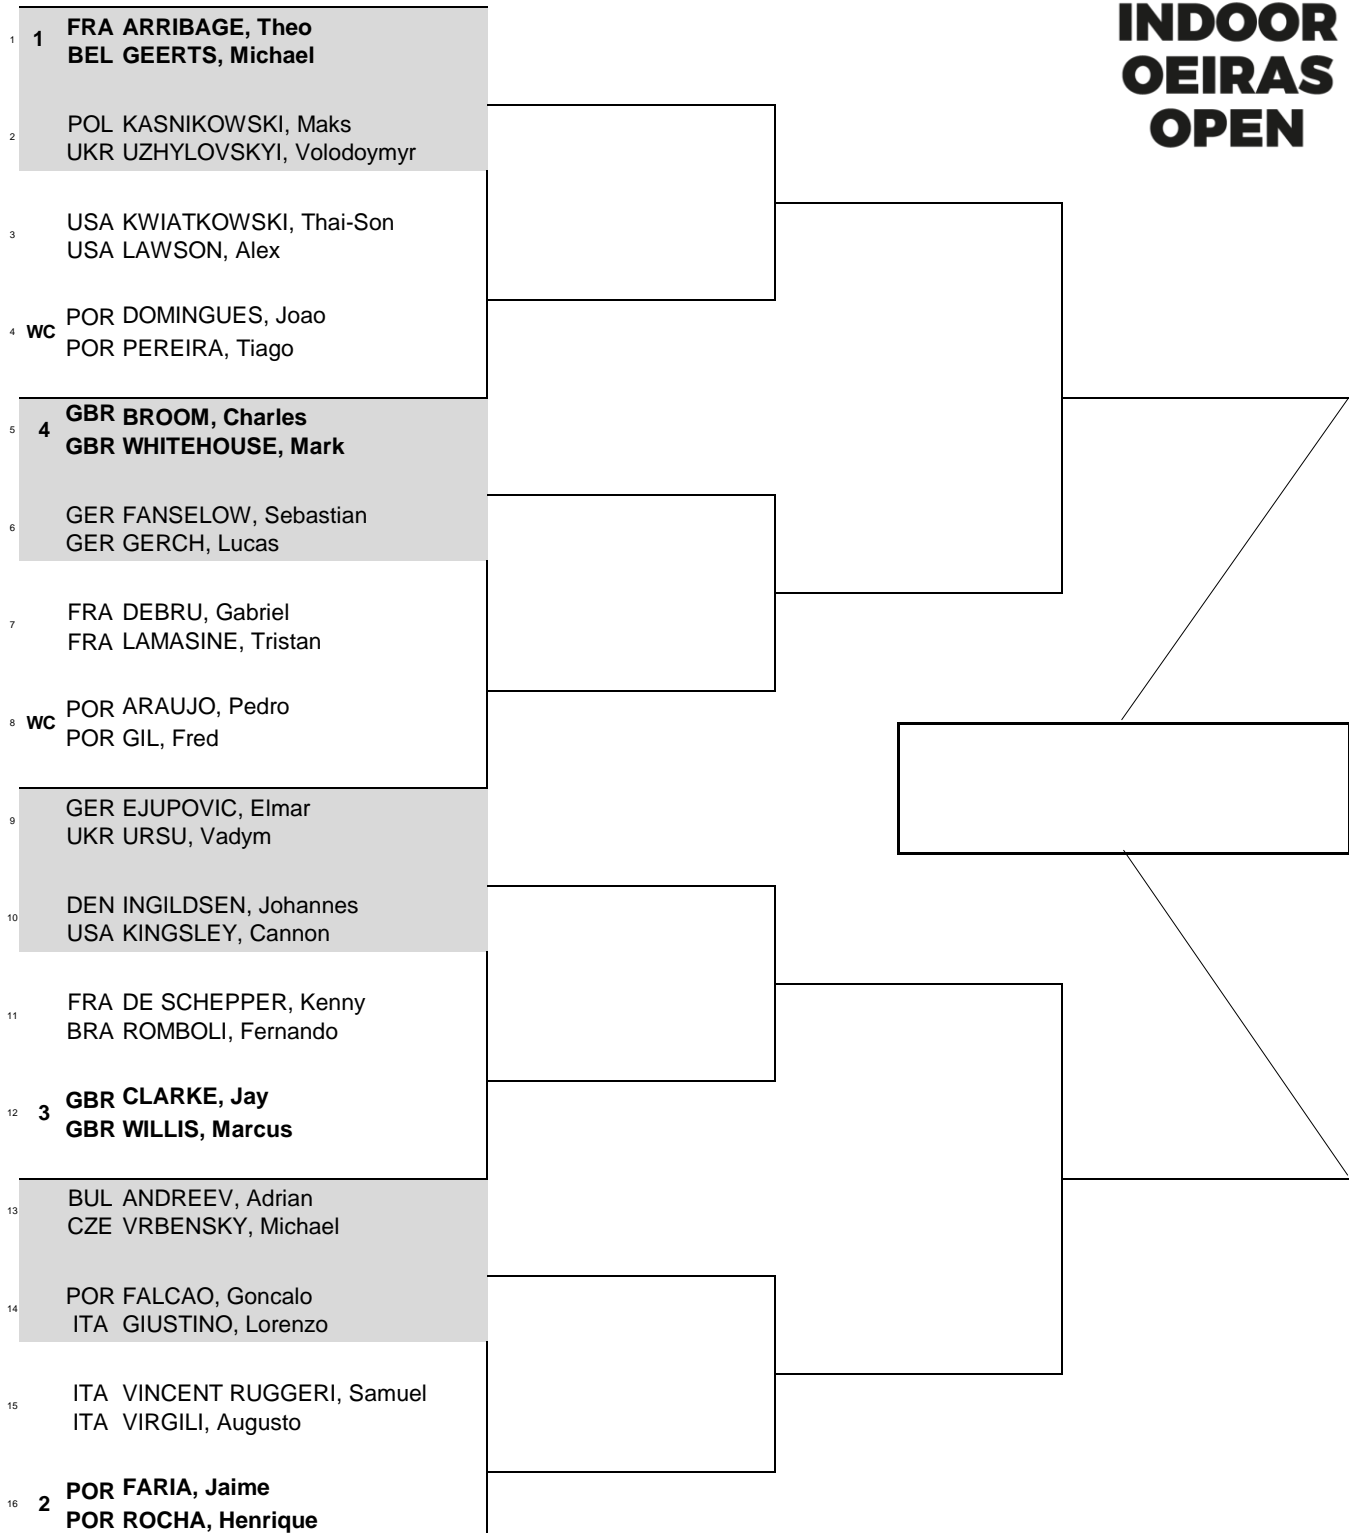 INDOOR
OEIRAS
OPEN
1 1 FRA ARRIBAGE, Theo
BEL GEERTS, Michael
2 POL KASNIKOWSKI, Maks
UKR UZHYLOVSKYI, Volodoymyr
3 USA KWIATKOWSKI, Thai-Son
USA LAWSON, Alex
4 WC POR DOMINGUES, Joao
POR PEREIRA, Tiago
5 4 GBR BROOM, Charles
GBR WHITEHOUSE, Mark
6 GER FANSELOW, Sebastian
GER GERCH, Lucas
7 FRA DEBRU, Gabriel
FRA LAMASINE, Tristan
8 WC POR ARAUJO, Pedro
POR GIL, Fred
9 GER EJUPOVIC, Elmar
UKR URSU, Vadym
10 DEN INGILDSEN, Johannes
USA KINGSLEY, Cannon
11 FRA DE SCHEPPER, Kenny
BRA ROMBOLI, Fernando
12 3 GBR CLARKE, Jay
GBR WILLIS, Marcus
13 BUL ANDREEV, Adrian
CZE VRBENSKY, Michael
14 POR FALCAO, Goncalo
ITA GIUSTINO, Lorenzo
15 ITA VINCENT RUGGERI, Samuel
ITA VIRGILI, Augusto
16 2 POR FARIA, Jaime
POR ROCHA, Henrique